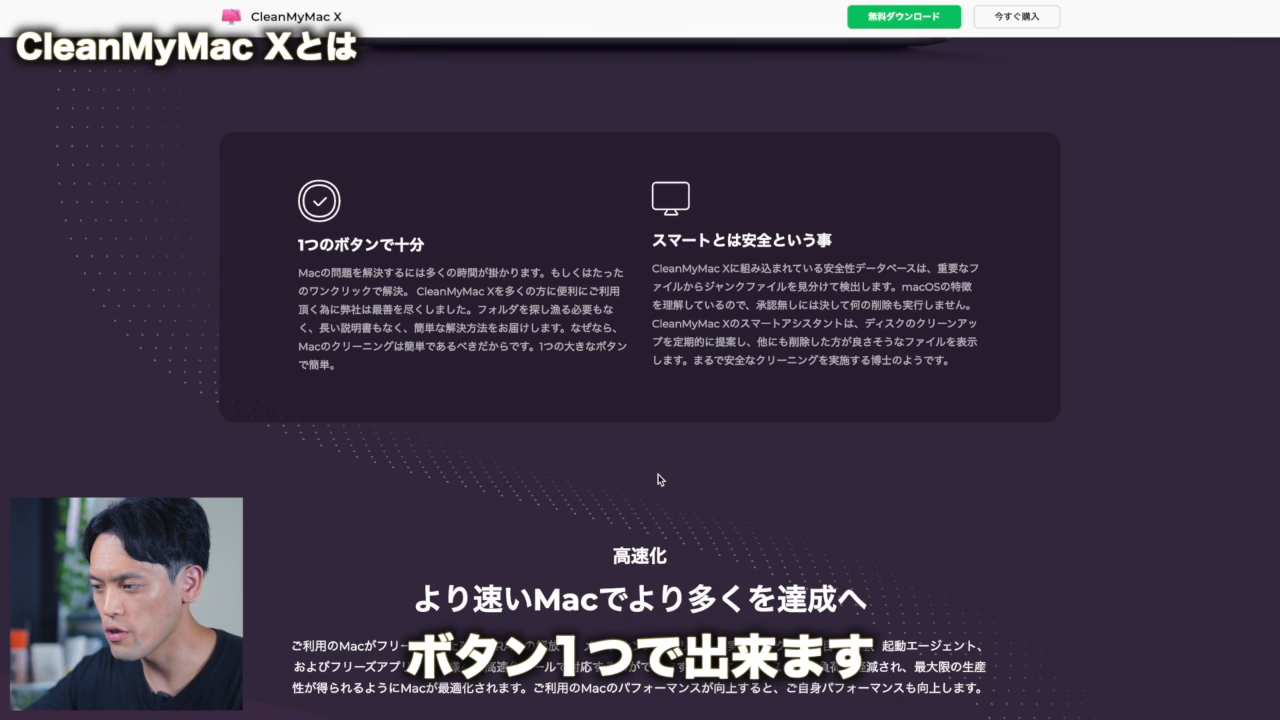 CleanMyMac X
無料ダウンロード
今すぐ購入
CleanMyMac Xとは
1つのボタンで十分
Macの問題を解決するには多くの時間が掛かります。もしくはたった
のワンクリックで解決。 CleanMyMac Xを多くの方に便利にご利用
頂く為に弊社は最善を尽くしました。フォルダを探し漁る必要もな
く、長い説明書もなく、簡単な解決方法をお届けします。なぜなら、
Macのクリーニングは簡単であるべきだからです。1つの大きなボタン
で簡単。
スマートとは安全という事
CleanMyMac Xに組み込まれている安全性データベースは、重要なフ
ァイルからジャンクファイルを見分けて検出します。macOSの特徴
を理解しているので、承認無しには決して何の削除も実行しません。
CleanMyMac Xのスマートアシスタントは、ディスクのクリーンアッ
プを定期的に提案し、他にも削除した方が良さそうなファイルを表示
します。まるで安全なクリーニングを実施する博士のようです。
高速化
より速いMacでより多くを達成へ
ご利用のMacがフリー 起動エージェント、
およびフリーズアプリ 軽減され、最大限の生産
性が得られるようにMacが最適化されます。ご利用のMacのパフォーマンスが向上すると、ご自身パフォーマンスも向上します。
ボタン1つで出来ます